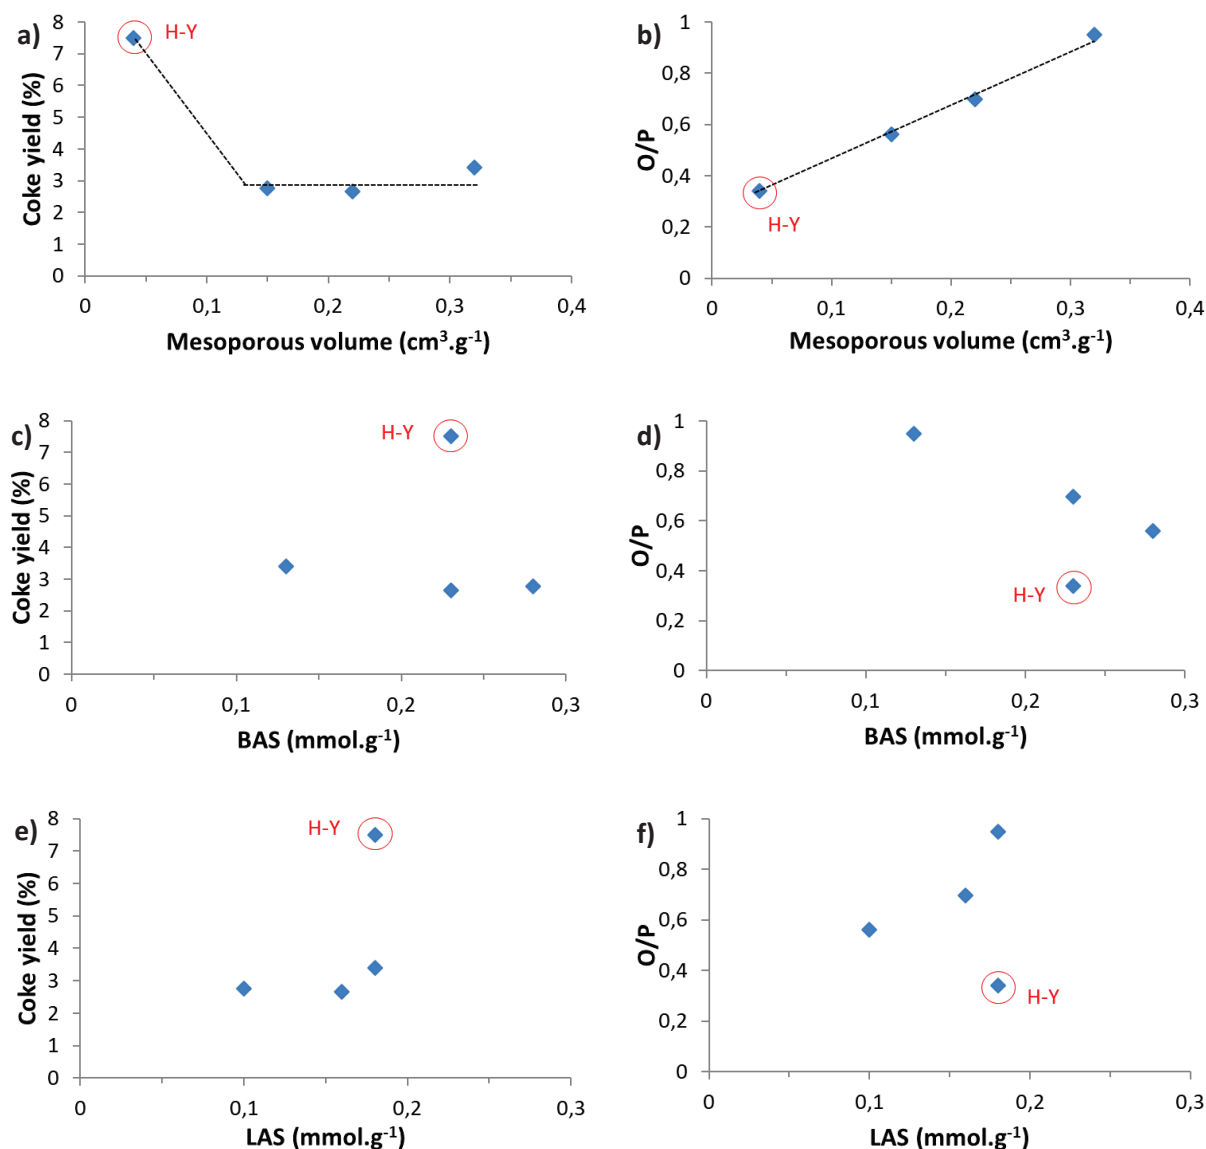 a)
H-Y
Coke yield (%)
8
7
6
5
4
3
2
1
0
0 0,1 0,2 0,3 0,4
Mesoporous volume (cm³.g⁻¹)
b)
H-Y
O/P
1
0,8
0,6
0,4
0,2
0
0 0,1 0,2 0,3 0,4
Mesoporous volume (cm³.g⁻¹)
c)
H-Y
Coke yield (%)
8
7
6
5
4
3
2
1
0
0 0,1 0,2 0,3
BAS (mmol.g⁻¹)
d)
H-Y
O/P
1
0,8
0,6
0,4
0,2
0
0 0,1 0,2 0,3
BAS (mmol.g⁻¹)
e)
H-Y
Coke yield (%)
8
7
6
5
4
3
2
1
0
0 0,1 0,2 0,3
LAS (mmol.g⁻¹)
f)
H-Y
O/P
1
0,8
0,6
0,4
0,2
0
0 0,1 0,2 0,3
LAS (mmol.g⁻¹)